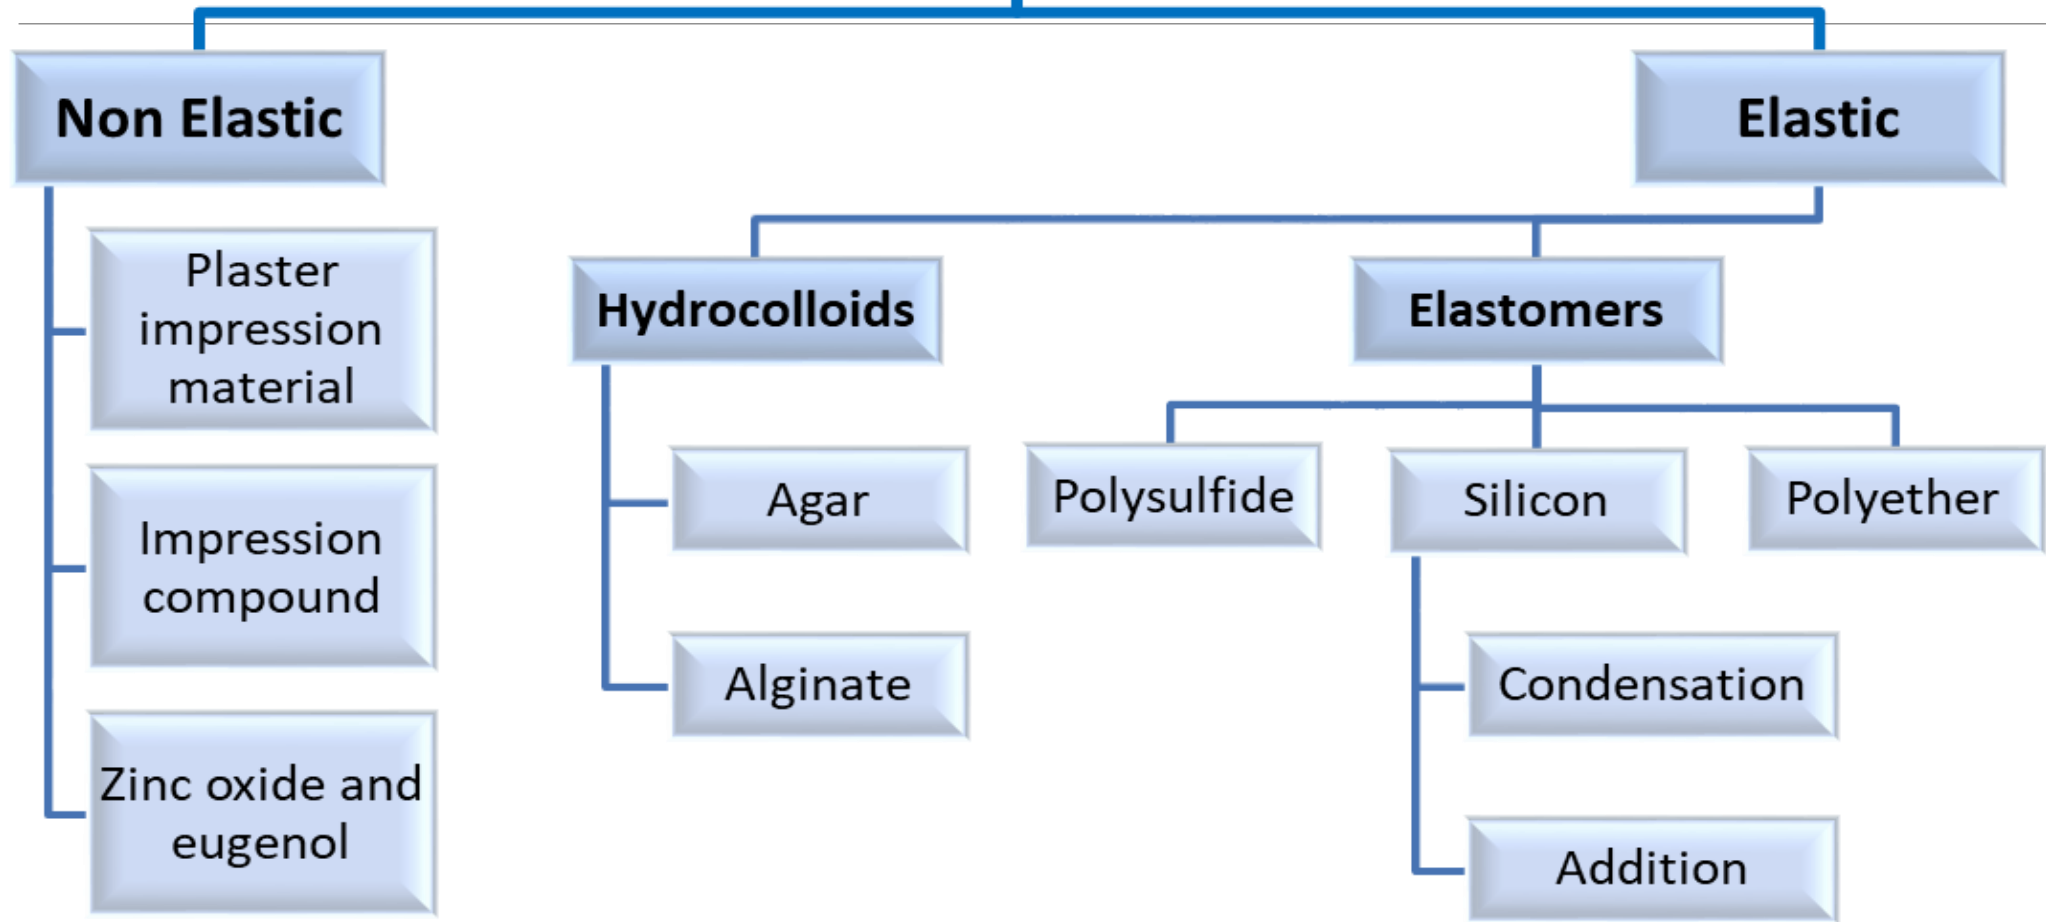 Non Elastic
Elastic
Plaster
impression
material
Impression
compound
Zinc oxide and
eugenol
Hydrocolloids
Agar
Alginate
Elastomers
Polysulfide
Silicon
Polyether
Condensation
Addition